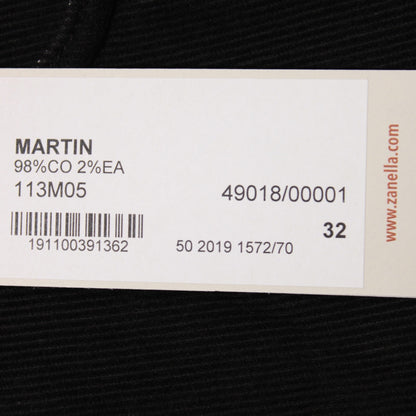 MARTIN
98%CO 2%EA
113M05
49018/00001
32
191100391362
50 2019 1572/70
www.zanella.com